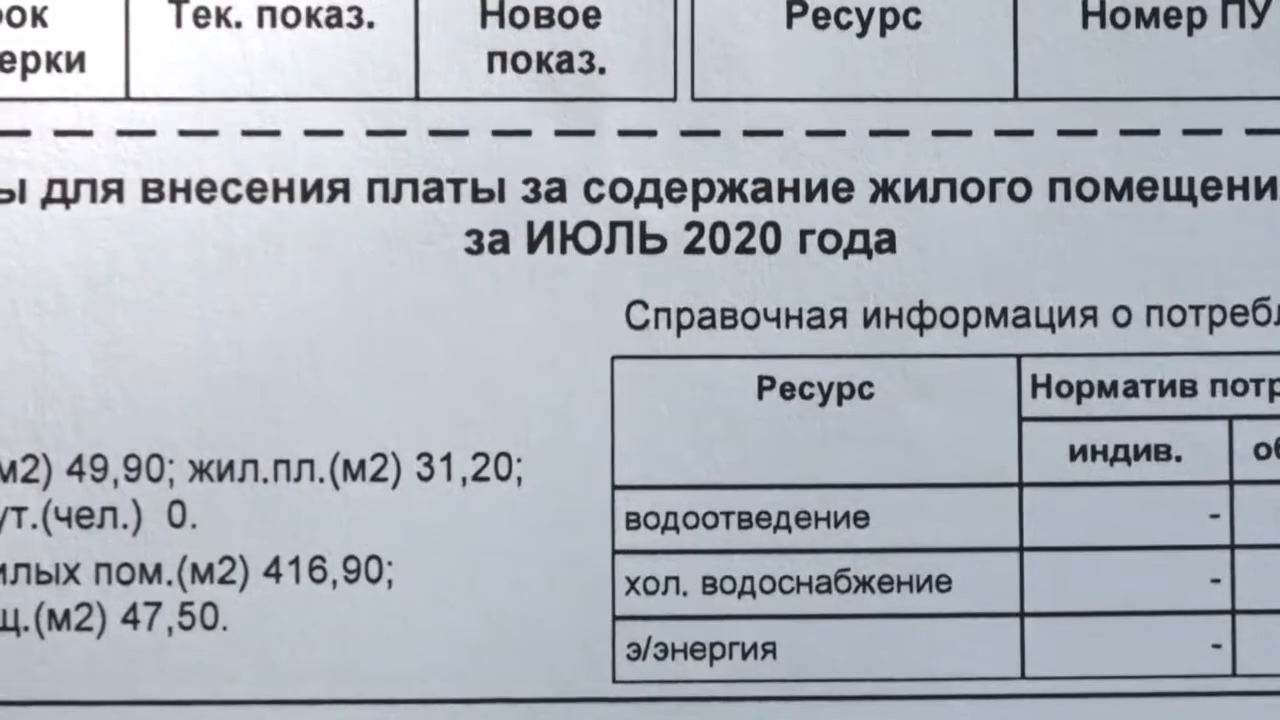 Тек. показ. Новое показ. Ресурс Номер ПУ
для внесения платы за содержание жилого
за ИЮЛЬ 2020 года
Справочная информация о
Ресурс Норматив
индив.
м2) 49,90; жил.пл.(м2) 31,20;
(чел.) 0.
пом.(м2) 416,90;
(м2) 47,50.
водоотведение -
хол. водоснабжение -
э/энергия -